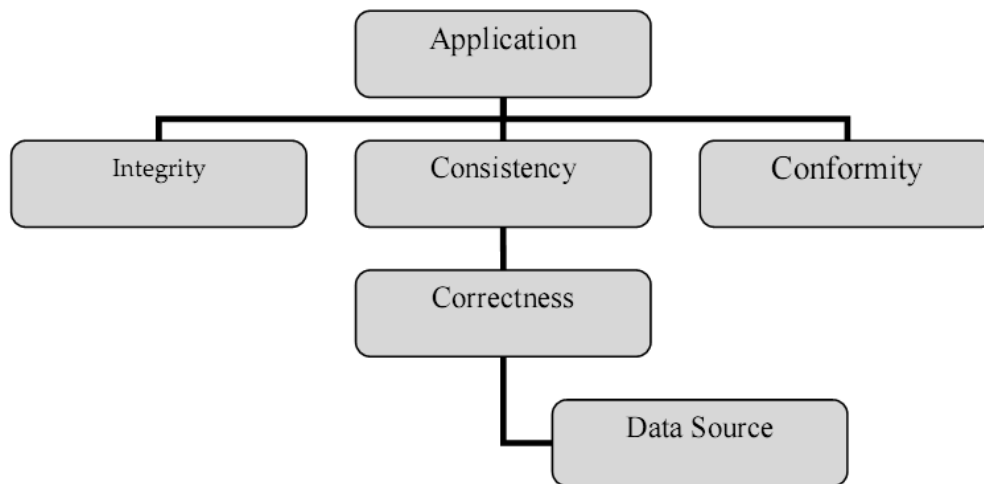 Application
Integrity
Consistency
Conformity
Correctness
Data Source